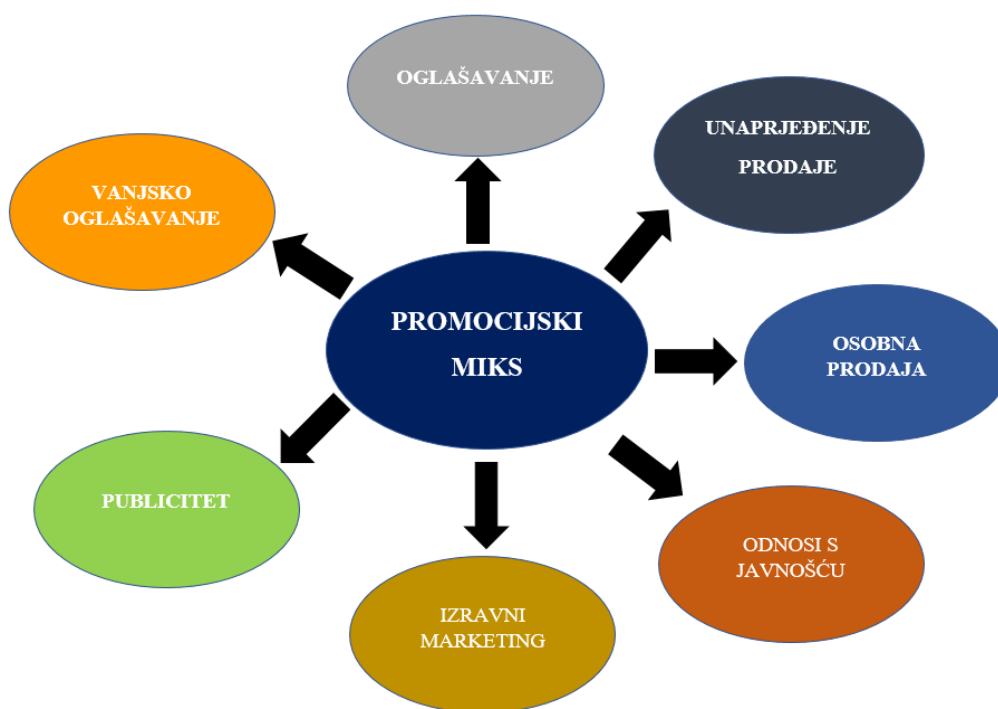 OGLAŠAVANJE
UNAPRJEĐENJE
PRODAJE
VANJSKO
OGLAŠAVANJE
PROMOCIJSKI
MIKS
OSOBNA
PRODAJA
PUBLICITET
ODNOSI S
JAVNOŠĆU
IZRAVNI
MARKETING